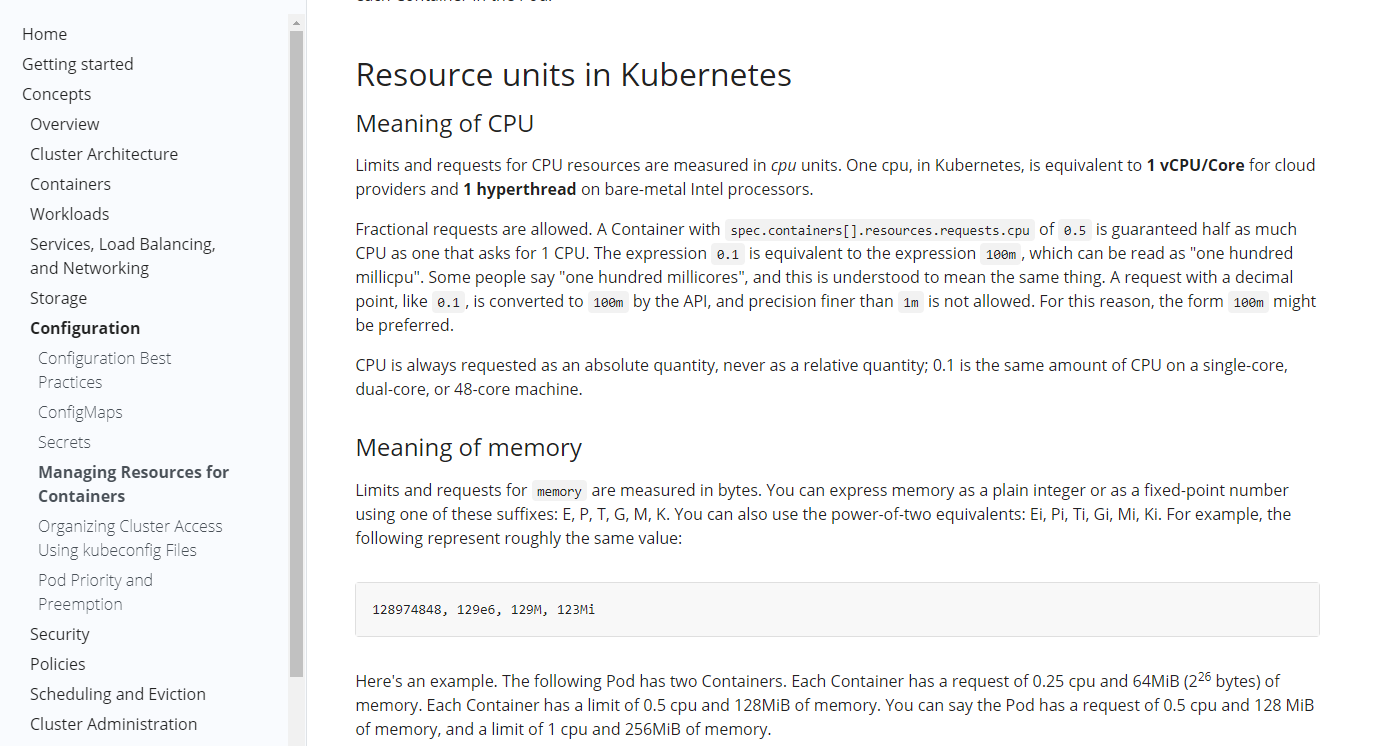 Home
Getting started
Concepts
Overview
Cluster Architecture
Containers
Workloads
Services, Load Balancing,
and Networking
Storage
Configuration
Configuration Best
Practices
ConfigMaps
Secrets
Managing Resources for
Containers
Organizing Cluster Access
Using kubeconfig Files
Pod Priority and
Preemption
Security
Policies
Scheduling and Eviction
Cluster Administration
Resource units in Kubernetes
Meaning of CPU
Limits and requests for CPU resources are measured in cpu units. One cpu, in Kubernetes, is equivalent to 1 vCPU/Core for cloud
providers and 1 hyperthread on bare-metal Intel processors.
Fractional requests are allowed. A Container with spec.containers[].resources.requests.cpu of 0.5 is guaranteed half as much
CPU as one that asks for 1 CPU. The expression 0.1 is equivalent to the expression 100m, which can be read as "one hundred
millicpu". Some people say "one hundred millicores", and this is understood to mean the same thing. A request with a decimal
point, like 0.1, is converted to 100m by the API, and precision finer than 1m is not allowed. For this reason, the form 100m might
be preferred.
CPU is always requested as an absolute quantity, never as a relative quantity; 0.1 is the same amount of CPU on a single-core,
dual-core, or 48-core machine.
Meaning of memory
Limits and requests for memory are measured in bytes. You can express memory as a plain integer or as a fixed-point number
using one of these suffixes: E, P, T, G, M, K. You can also use the power-of-two equivalents: Ei, Pi, Ti, Gi, Mi, Ki. For example, the
following represent roughly the same value:
128974848, 129e6, 129M, 123Mi
Here's an example. The following Pod has two Containers. Each Container has a request of 0.25 cpu and 64MiB (2²⁶ bytes) of
memory. Each Container has a limit of 0.5 cpu and 128MiB of memory. You can say the Pod has a request of 0.5 cpu and 128 MiB
of memory, and a limit of 1 cpu and 256MiB of memory.